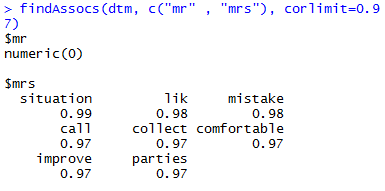 > findAssocs(dtm, c("mr" , "mrs"), corlimit=0.9
7)
$mr
numeric(0)

$mrs
  situation         lik     mistake
       0.99        0.98        0.98
       call     collect comfortable
       0.97        0.97        0.97
    improve     parties
       0.97        0.97